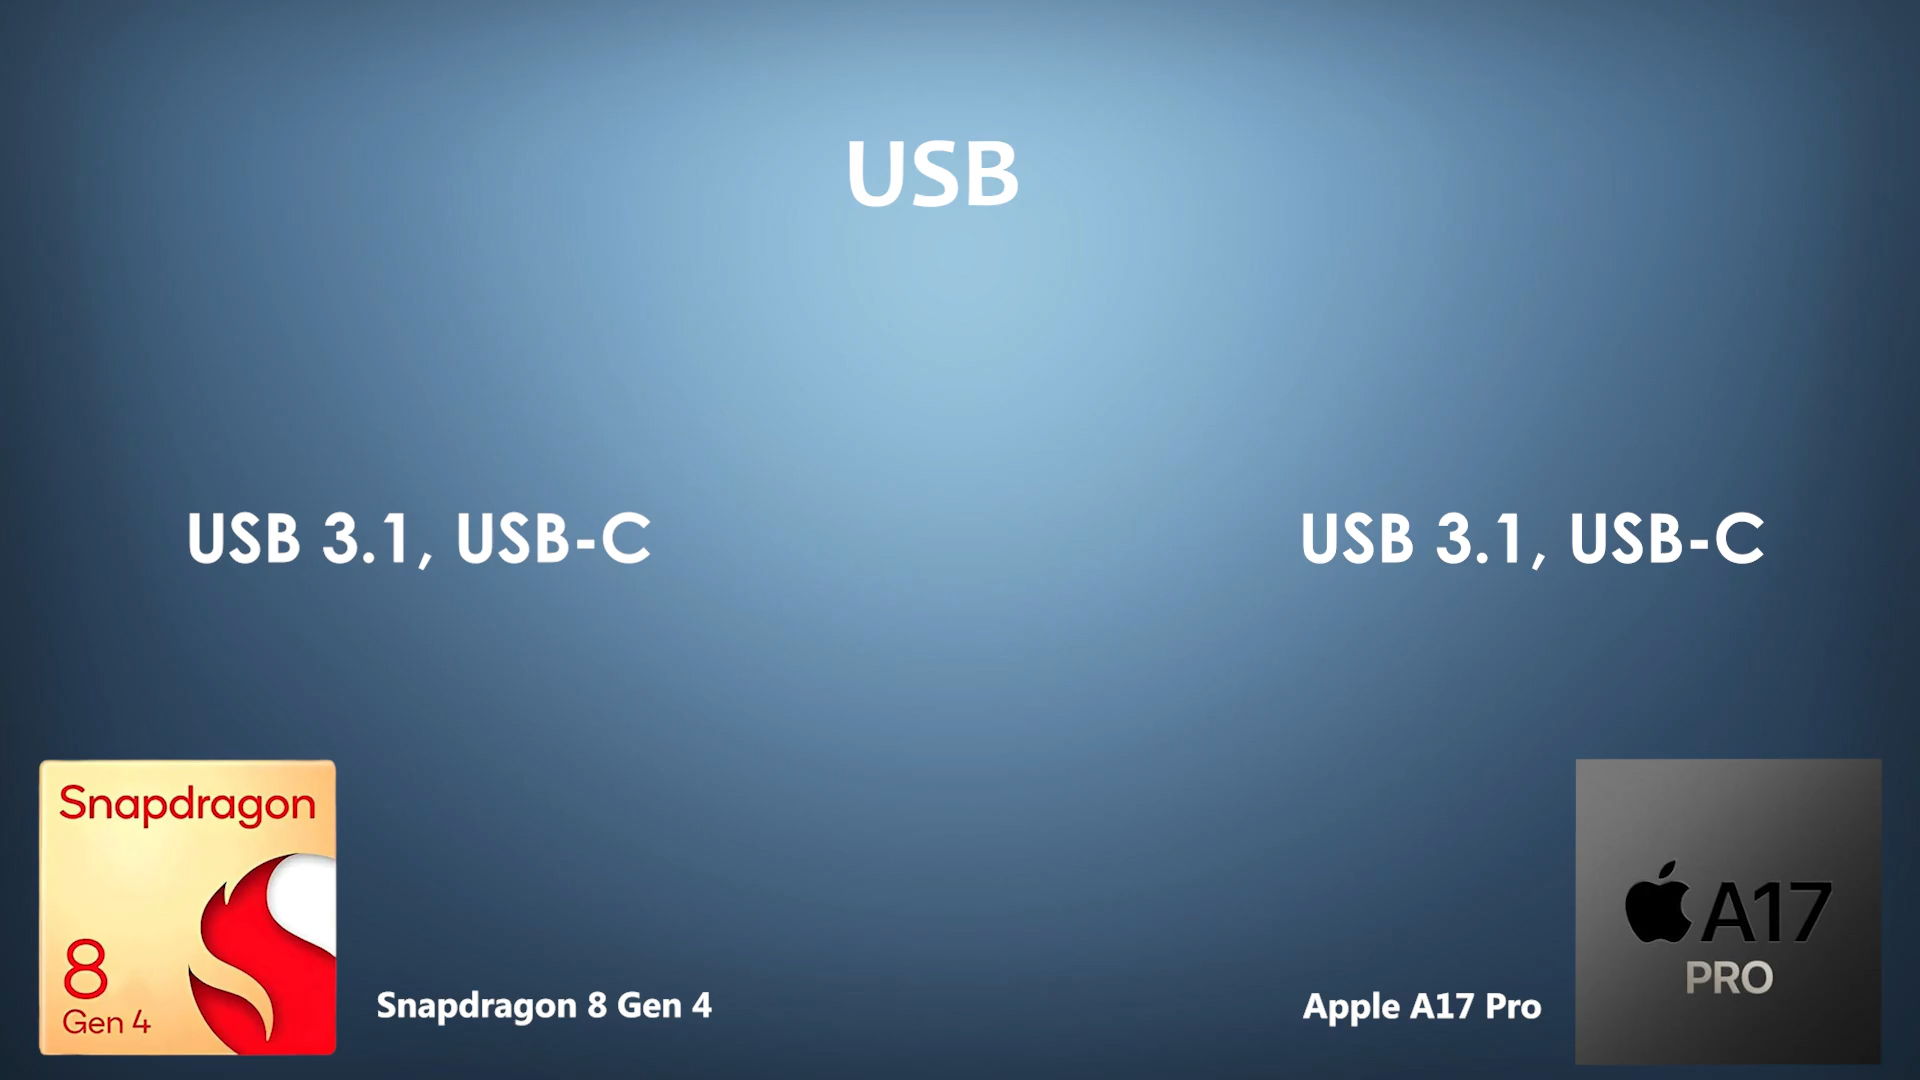 USB
USB 3.1, USB-C
USB 3.1, USB-C
Snapdragon
8
Gen 4
Snapdragon 8 Gen 4
Apple A17 Pro
A17
PRO